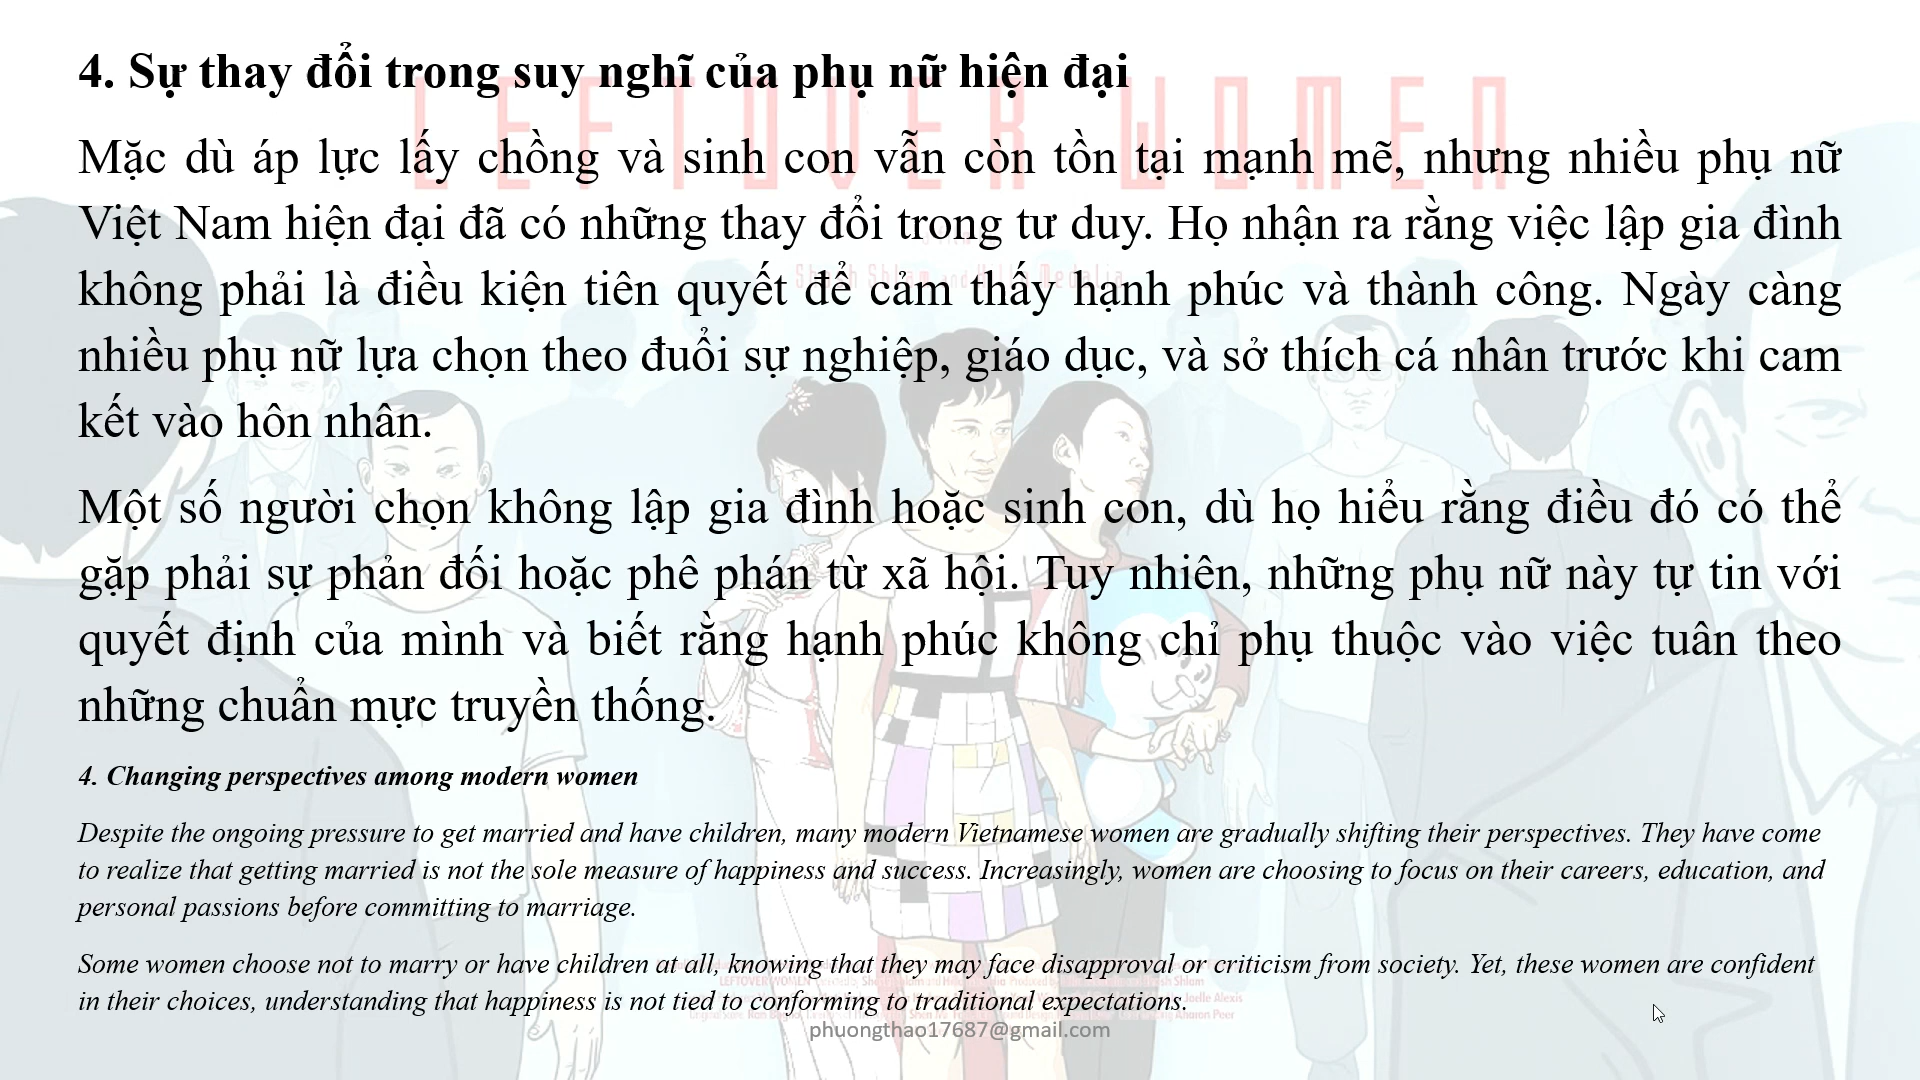 4. Sự thay đổi trong suy nghĩ của phụ nữ hiện đại
LEFTOVER WOMEN
Mặc dù áp lực lấy chồng và sinh con vẫn còn tồn tại mạnh mẽ, nhưng nhiều phụ nữ
Việt Nam hiện đại đã có những thay đổi trong tư duy. Họ nhận ra rằng việc lập gia đình
không phải là điều kiện tiên quyết để cảm thấy hạnh phúc và thành công. Ngày càng
nhiều phụ nữ lựa chọn theo đuổi sự nghiệp, giáo dục, và sở thích cá nhân trước khi cam
kết vào hôn nhân.
Một số người chọn không lập gia đình hoặc sinh con, dù họ hiểu rằng điều đó có thể
gặp phải sự phản đối hoặc phê phán từ xã hội. Tuy nhiên, những phụ nữ này tự tin với
quyết định của mình và biết rằng hạnh phúc không chỉ phụ thuộc vào việc tuân theo
những chuẩn mực truyền thống.
4. Changing perspectives among modern women
Despite the ongoing pressure to get married and have children, many modern Vietnamese women are gradually shifting their perspectives. They have come
to realize that getting married is not the sole measure of happiness and success. Increasingly, women are choosing to focus on their careers, education, and
personal passions before committing to marriage.
Some women choose not to marry or have children at all, knowing that they may face disapproval or criticism from society. Yet, these women are confident
in their choices, understanding that happiness is not tied to conforming to traditional expectations.
phuongthao17687@gmail.com